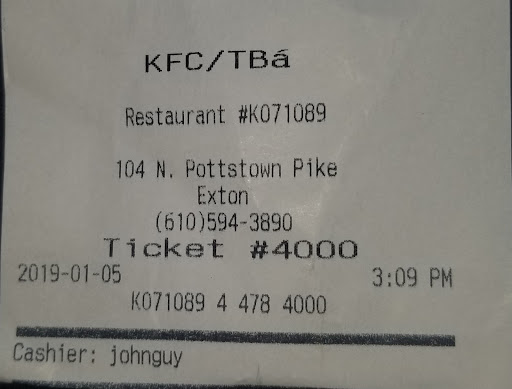 KFC/TBá
Restaurant #K071089
104 N. Pottstown Pike
Exton
(610)594-3890
Ticket #4000
2019-01-05 3:09 PM
K071089 4 478 4000
Cashier: johnguy